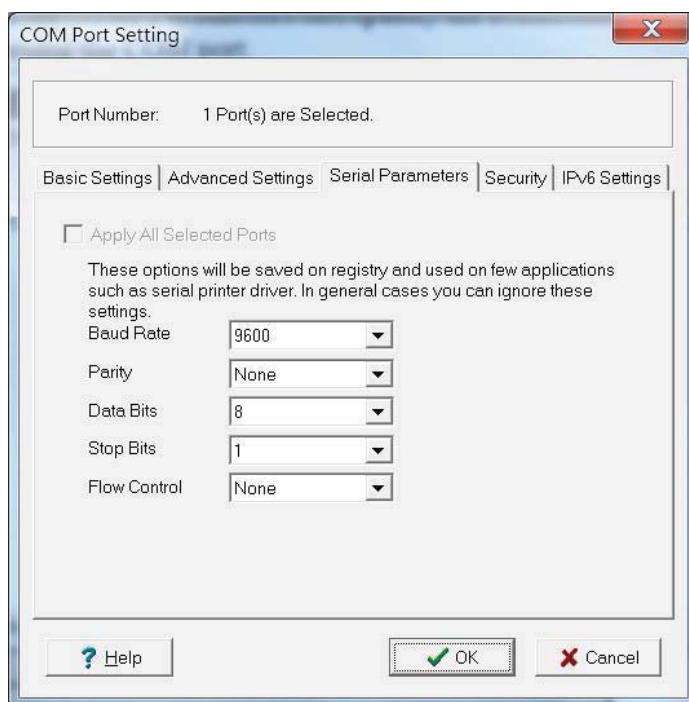 COM Port Setting
Port Number: 1 Port(s) are Selected.
Basic Settings Advanced Settings Serial Parameters Security IPv6 Settings
Apply All Selected Ports
These options will be saved on registry and used on few applications
such as serial printer driver. In general cases you can ignore these
settings.
Baud Rate 9600
Parity None
Data Bits 8
Stop Bits 1
Flow Control None
? Help OK Cancel